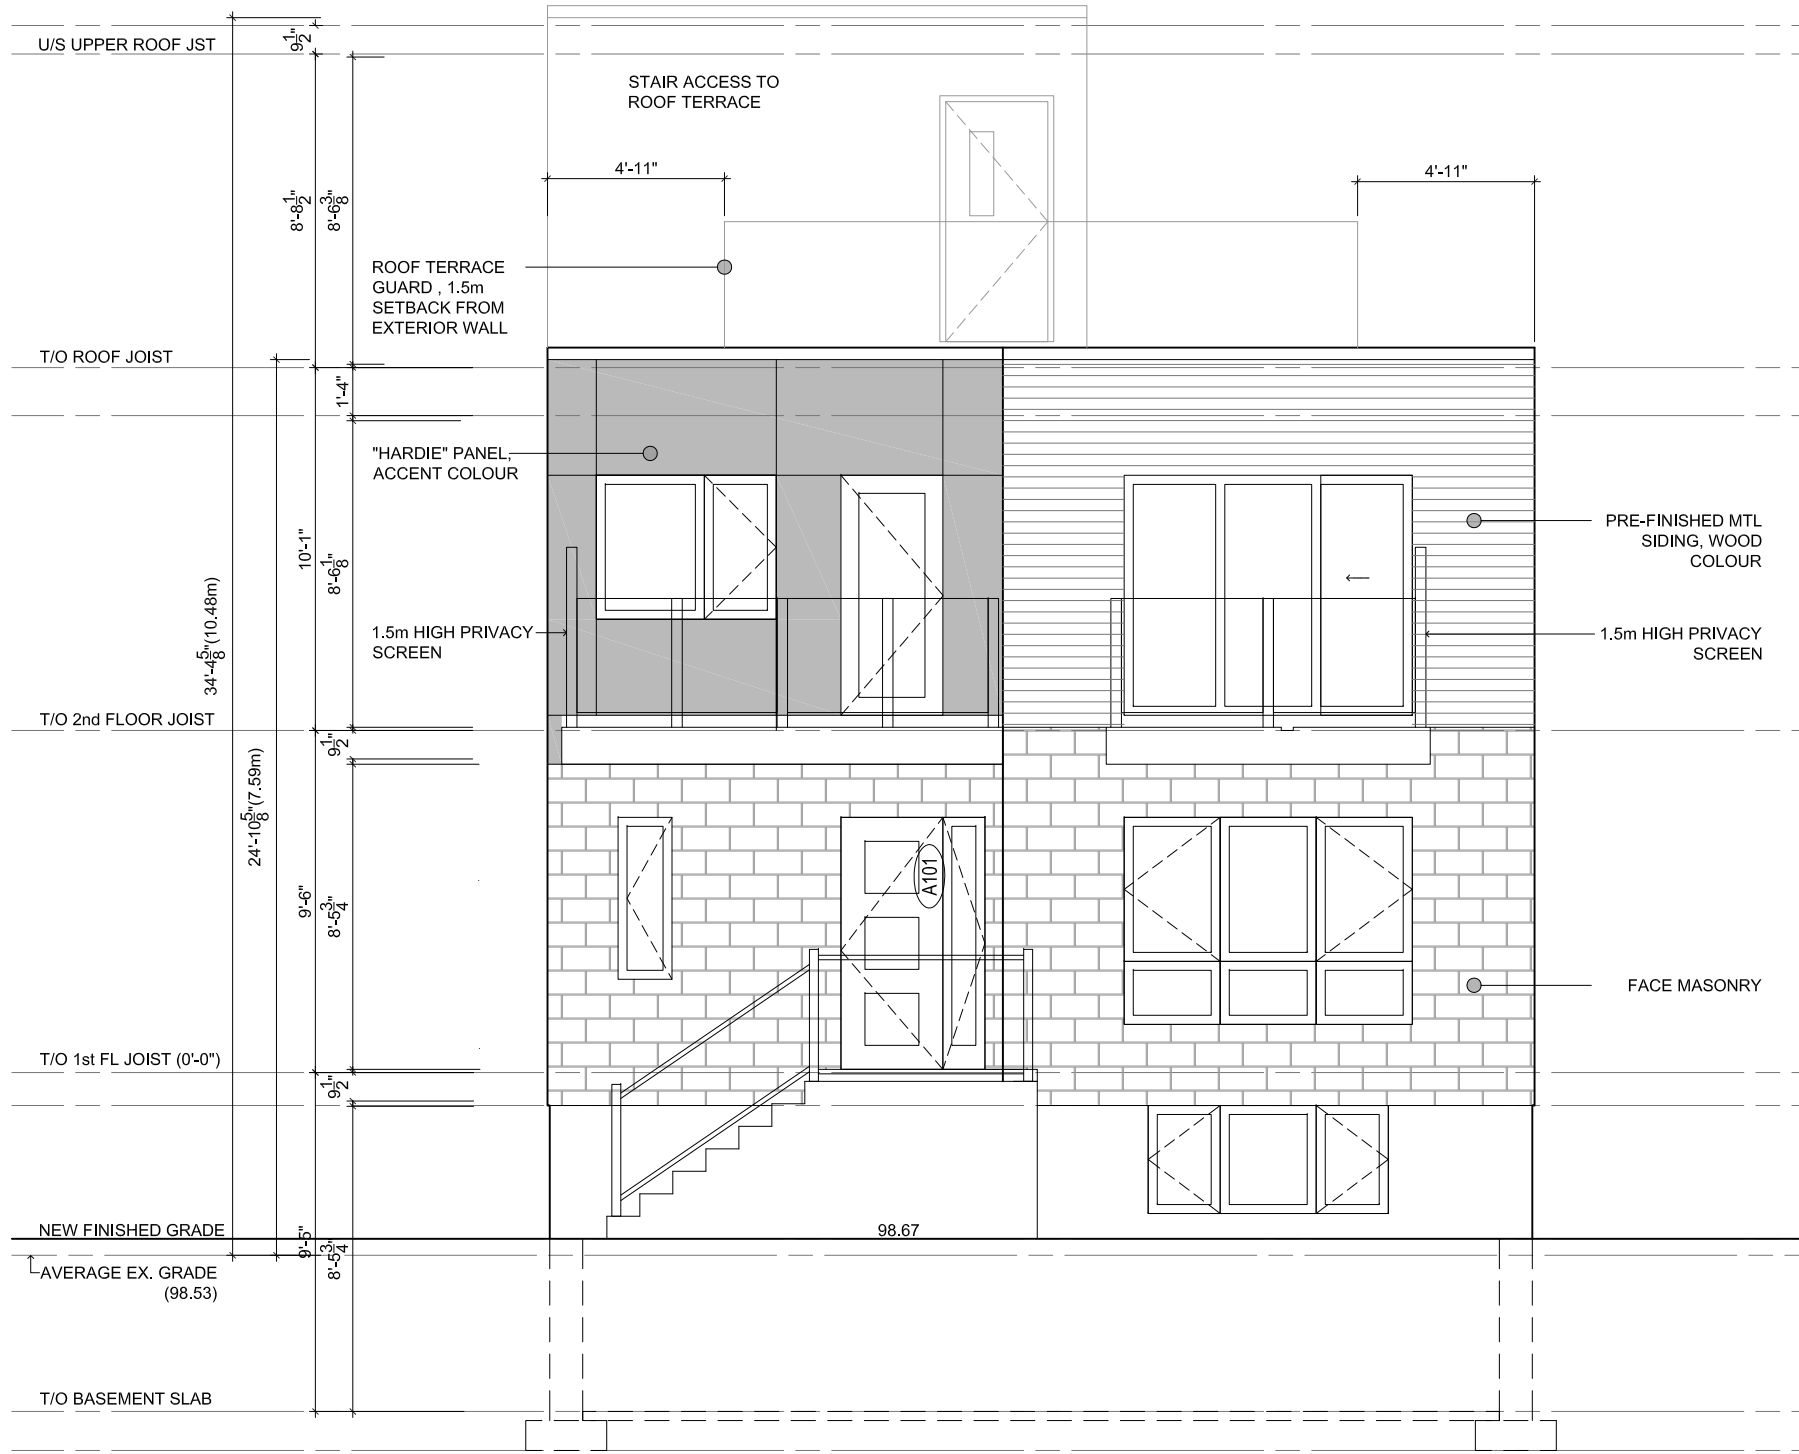 U/S UPPER ROOF JST
9 1/2"
STAIR ACCESS TO
ROOF TERRACE
4'-11"
4'-11"
8'-8 1/2"
8'-6 3/8"
ROOF TERRACE
GUARD , 1.5m
SETBACK FROM
EXTERIOR WALL
T/O ROOF JOIST
1'-4"
"HARDIE" PANEL,
ACCENT COLOUR
PRE-FINISHED MTL
SIDING, WOOD
COLOUR
10'-1"
8'-6 1/8"
34'-4 5/8"(10.48m)
1.5m HIGH PRIVACY
SCREEN
1.5m HIGH PRIVACY
SCREEN
T/O 2nd FLOOR JOIST
9 1/2"
24'-10 5/8"(7.59m)
9'-6"
8'-5 3/4"
A101
FACE MASONRY
T/O 1st FL JOIST (0'-0")
9 1/2"
NEW FINISHED GRADE
98.67
9'-5"
8'-5 3/4"
AVERAGE EX. GRADE
(98.53)
T/O BASEMENT SLAB